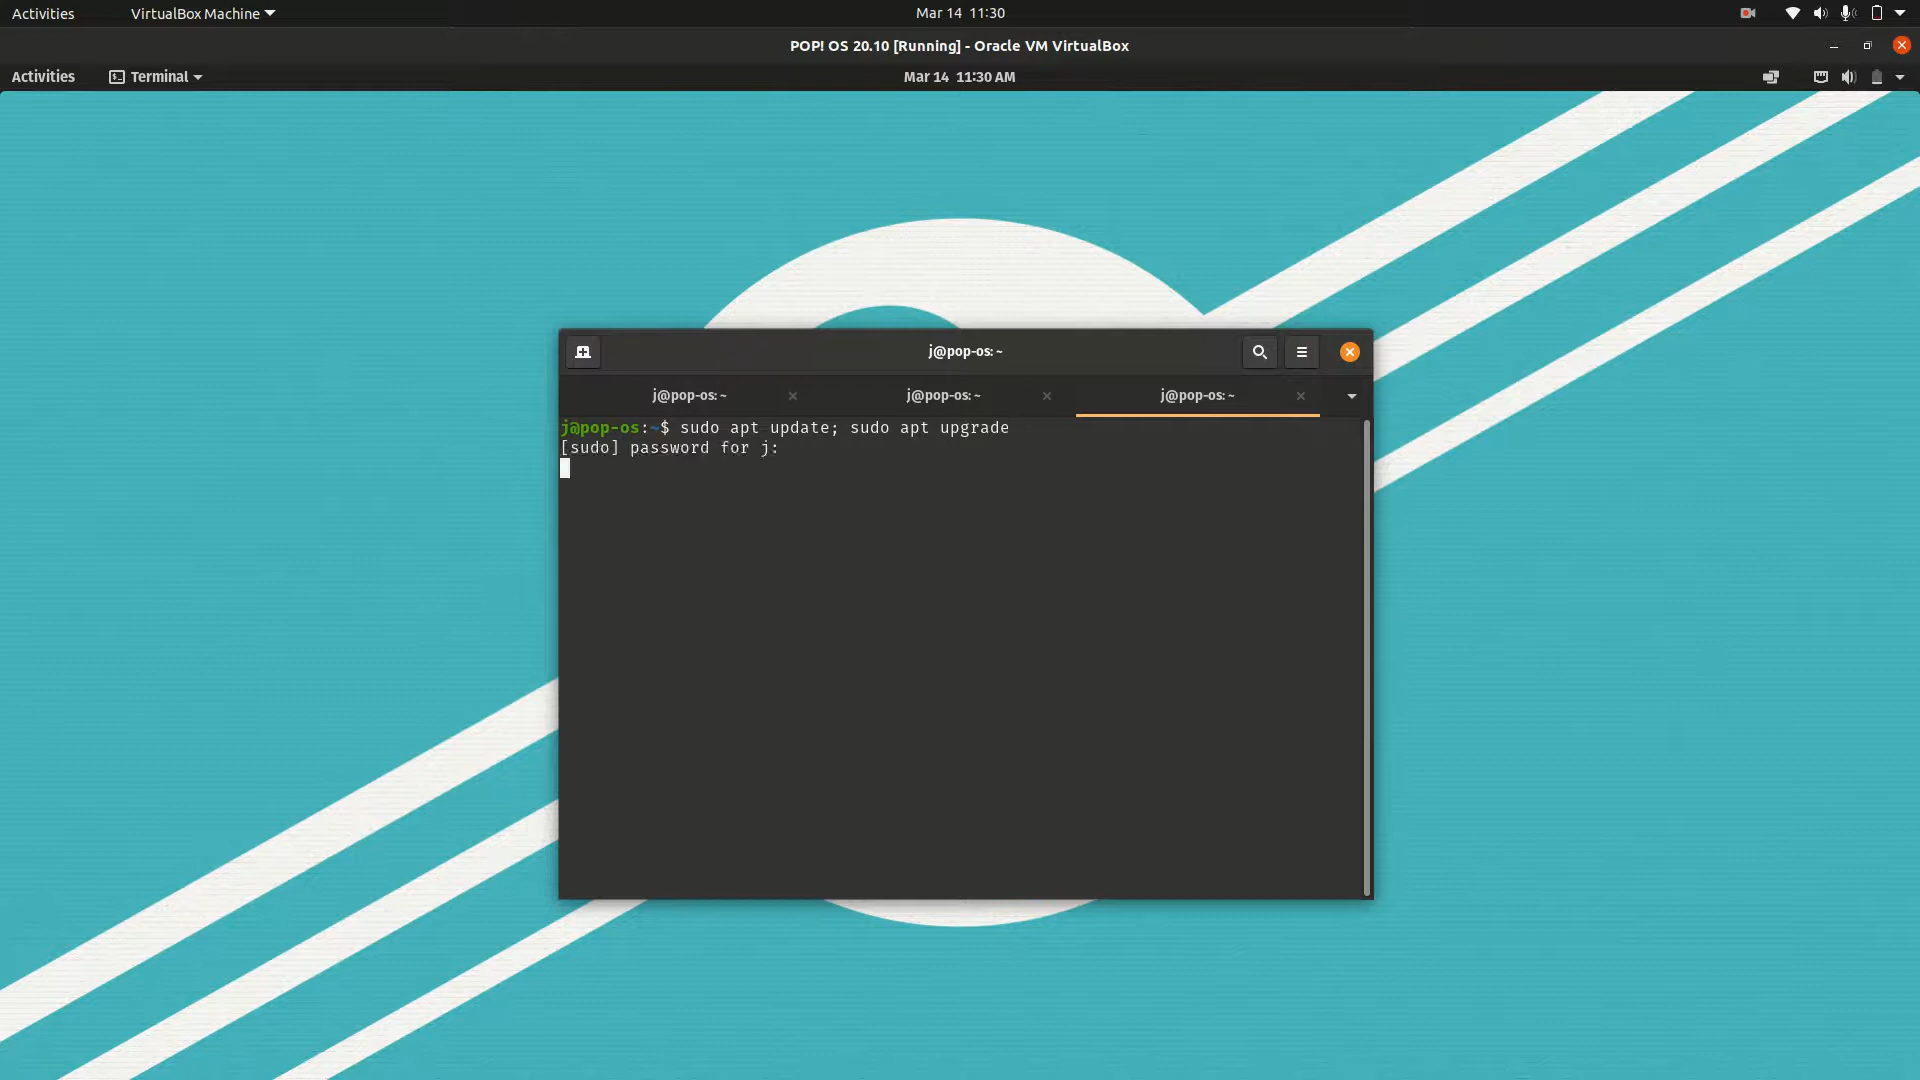 Activities VirtualBox Machine Mar 14 11:30
POP! OS 20.10 [Running] - Oracle VM VirtualBox
Activities Terminal Mar 14 11:30 AM
j@pop-os: ~
j@pop-os: ~ j@pop-os: ~ j@pop-os: ~
j@pop-os:~$ sudo apt update; sudo apt upgrade
[sudo] password for j: